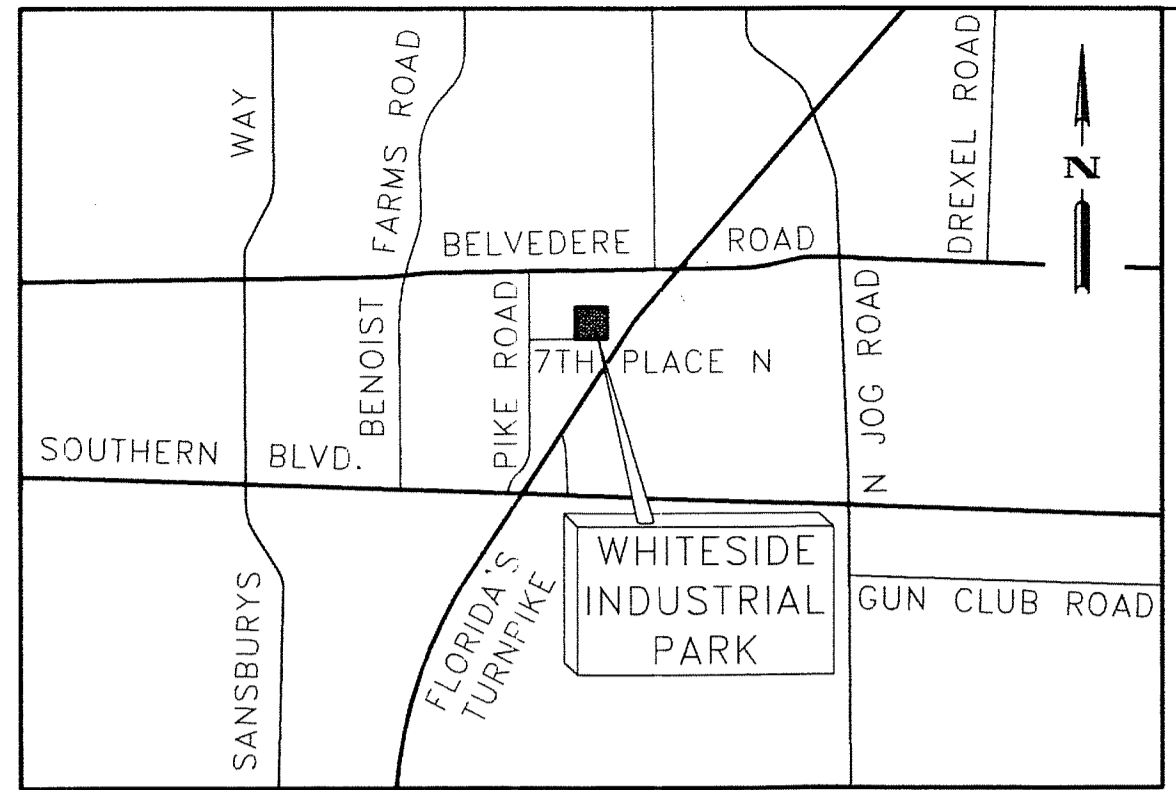 SANSBURYS WAY
BENOIST FARMS ROAD
DREXEL ROAD
N
BELVEDERE ROAD
PIKE ROAD
7TH PLACE N
N JOG ROAD
SOUTHERN BLVD.
FLORIDA'S
TURNPIKE
WHITESIDE
INDUSTRIAL
PARK
GUN CLUB ROAD